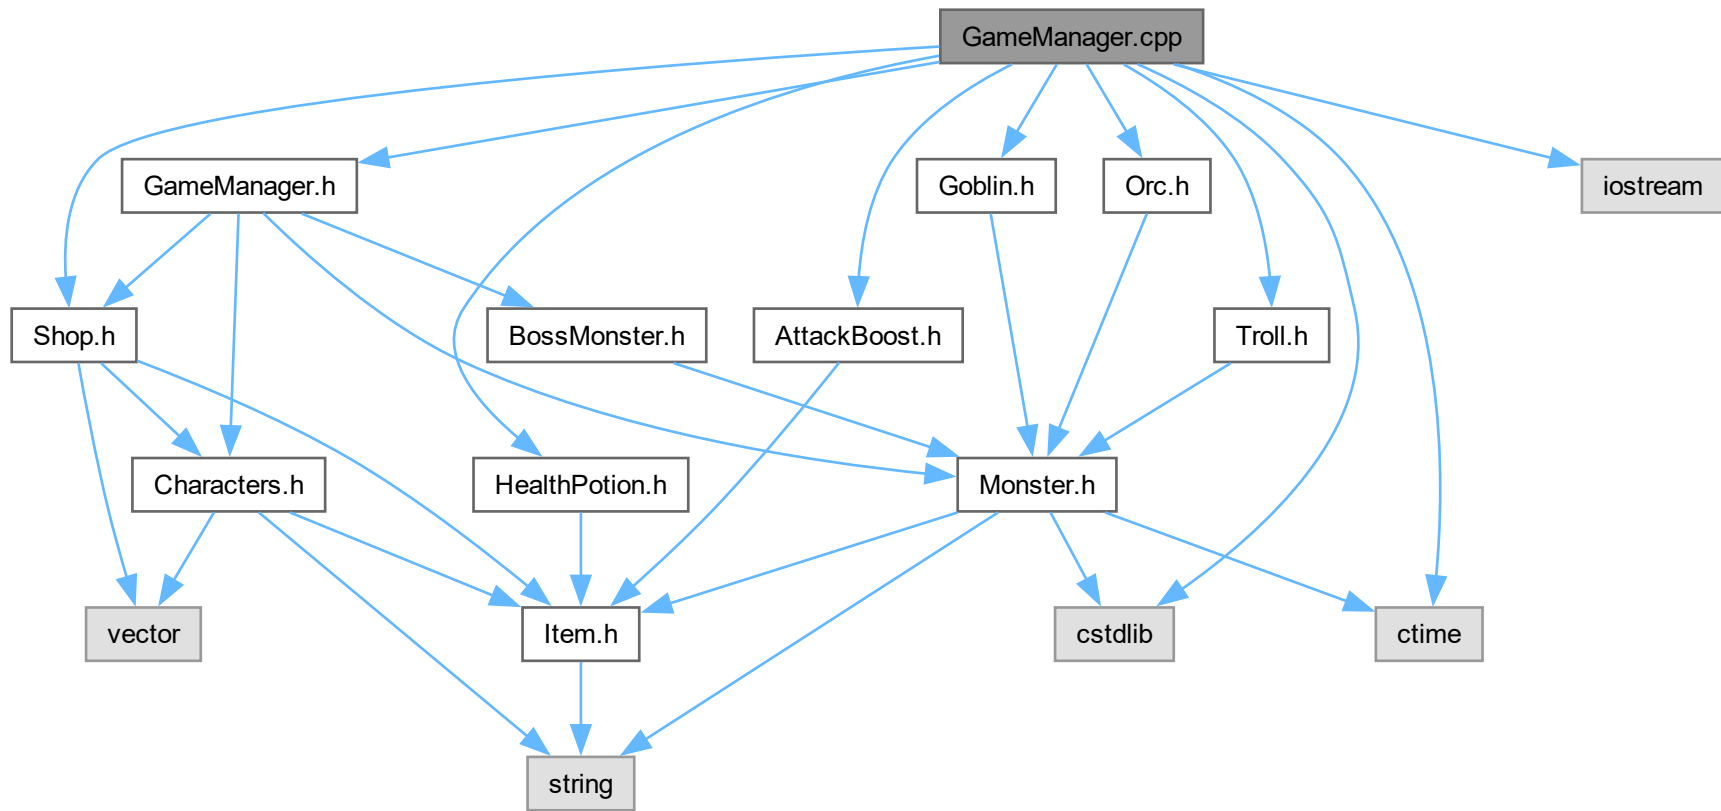 GameManager.cpp
GameManager.h
Goblin.h
Orc.h
iostream
Shop.h
BossMonster.h
AttackBoost.h
Troll.h
Characters.h
HealthPotion.h
Monster.h
vector
Item.h
cstdlib
ctime
string